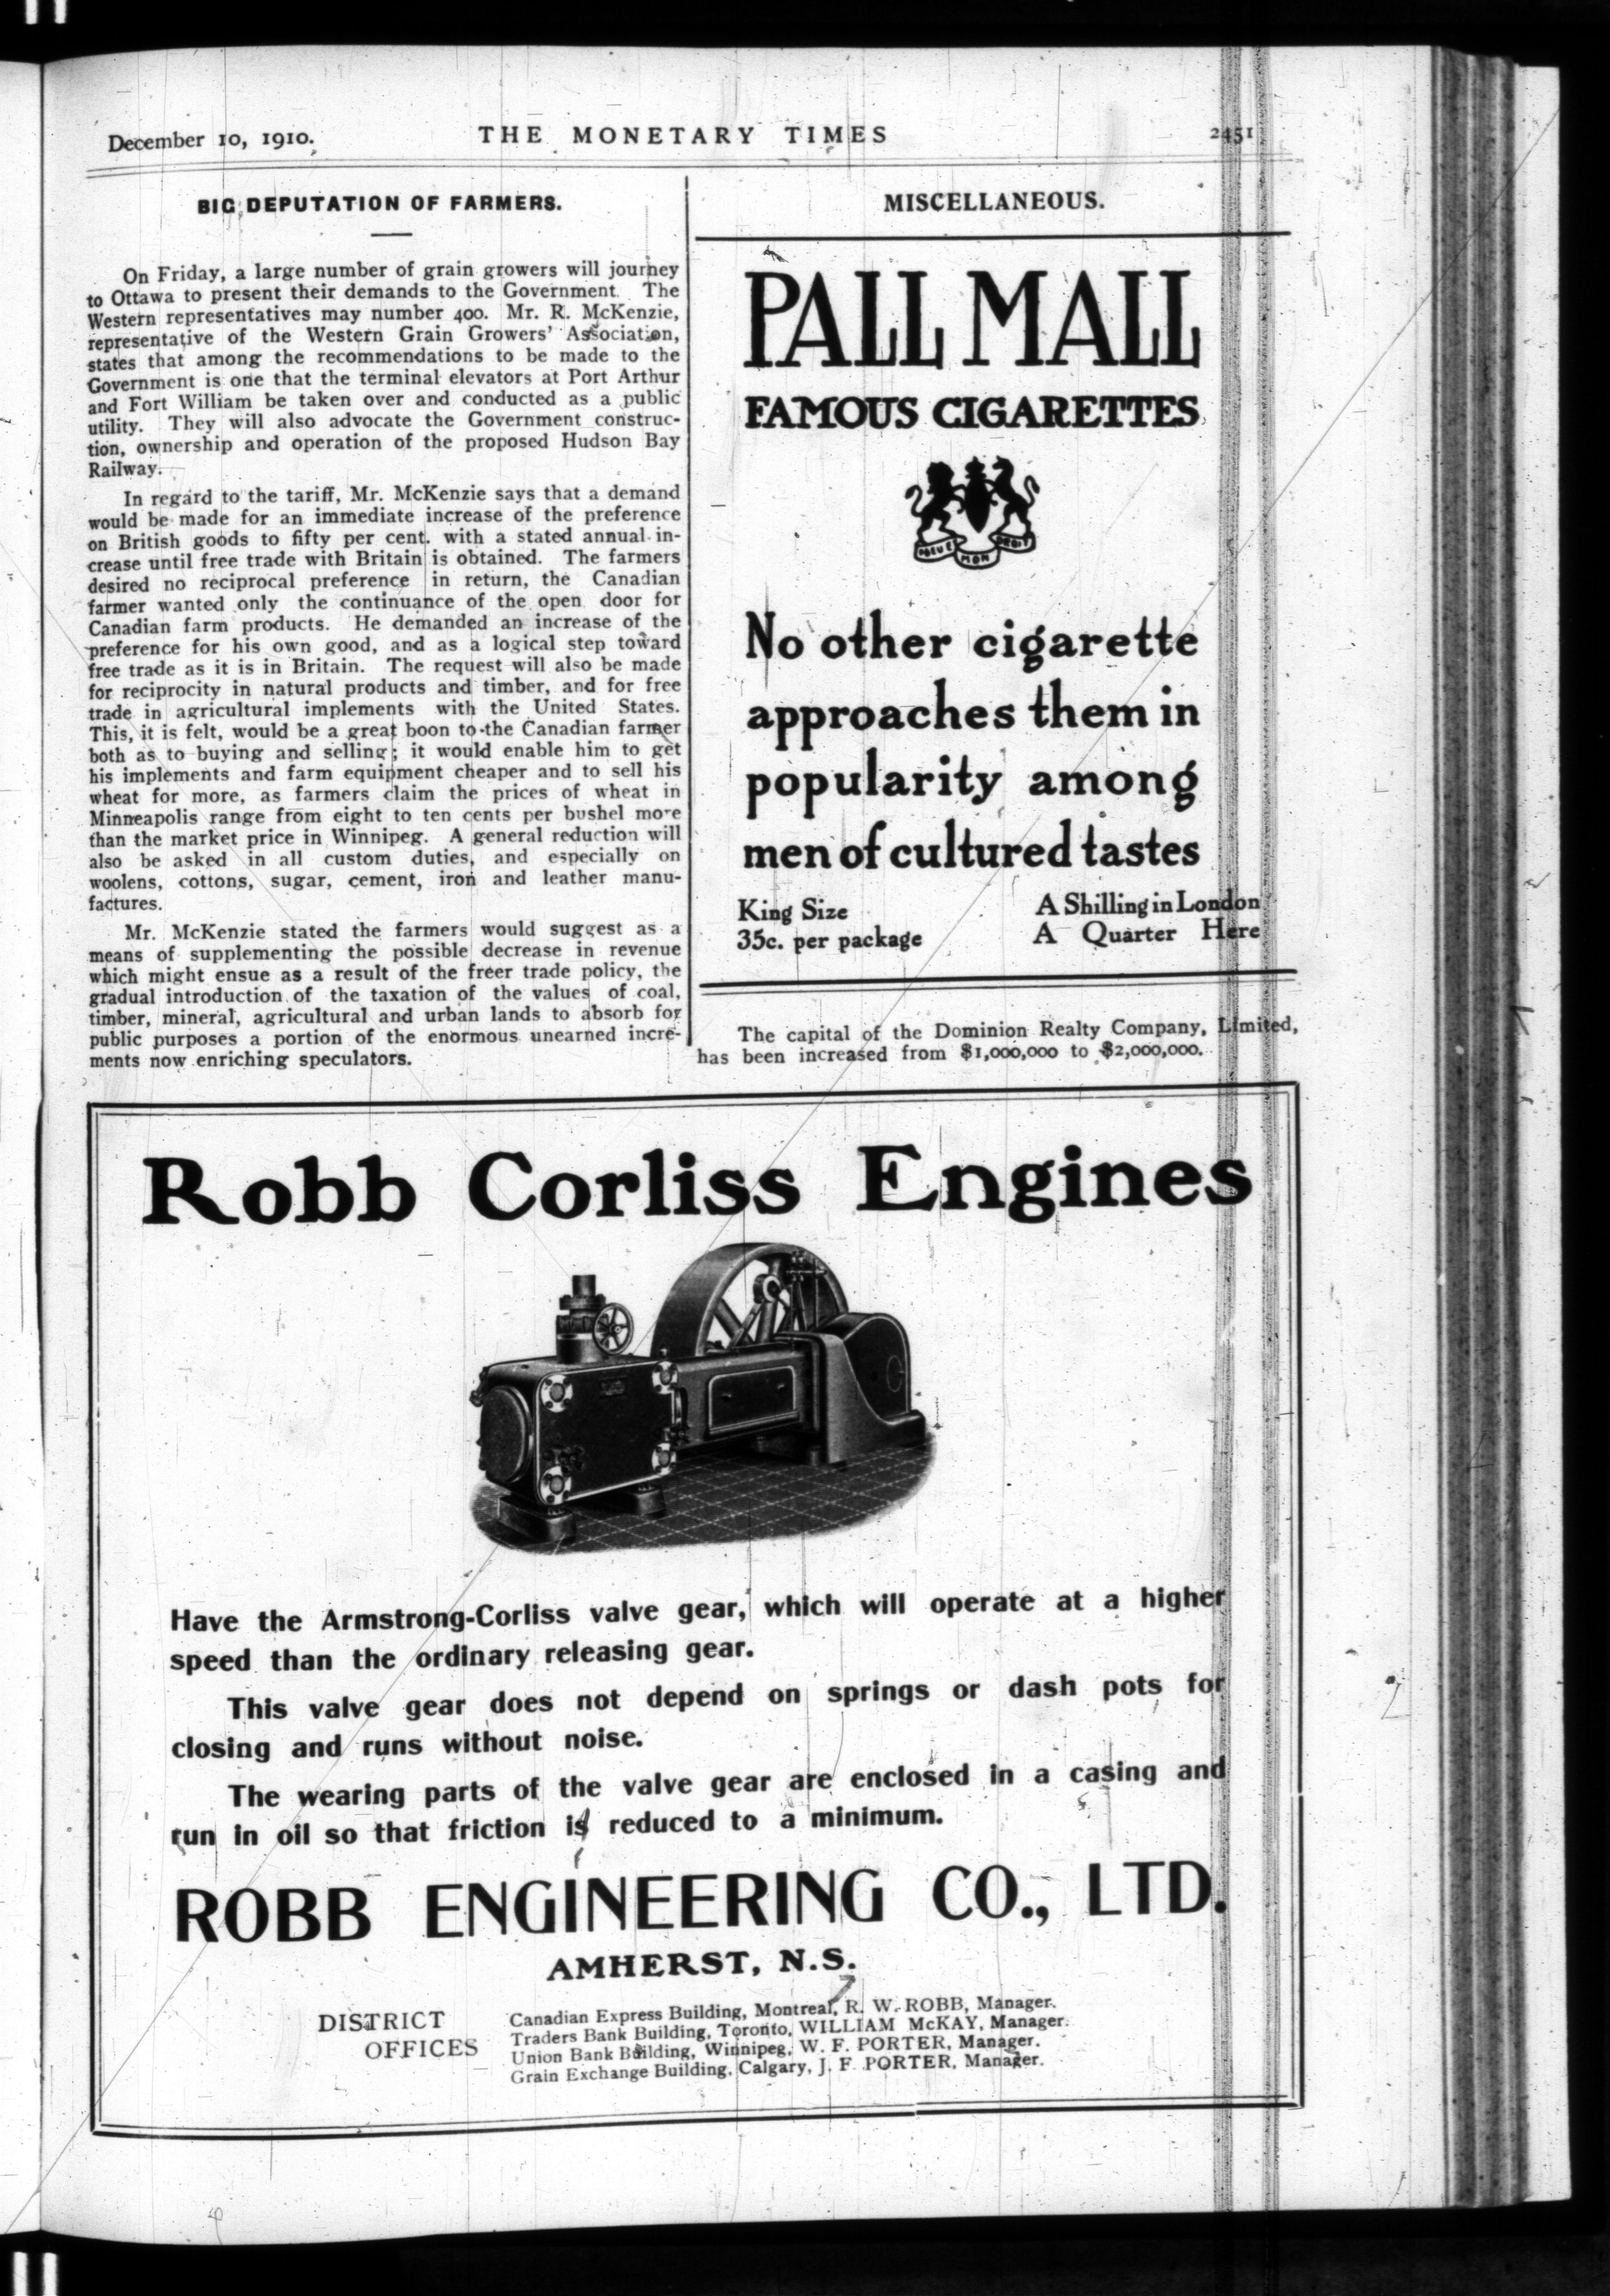 December 10, 1910.
THE MONETARY TIMES
2451
BIG DEPUTATION OF FARMERS.
On Friday, a large number of grain growers will journey
to Ottawa to present their demands to the Government. The
Western representatives may number 400. Mr. R. McKenzie,
representative of the Western Grain Growers' Association,
states that among the recommendations to be made to the
Government is one that the terminal elevators at Port Arthur
and Fort William be taken over and conducted as a public
utility. They will also advocate the Government construc-
tion, ownership and operation of the proposed Hudson Bay
Railway.
In regard to the tariff, Mr. McKenzie says that a demand
would be made for an immediate increase of the preference
on British goods to fifty per cent. with a stated annual in-
crease until free trade with Britain is obtained. The farmers
desired no reciprocal preference in return, the Canadian
farmer wanted only the continuance of the open door for
Canadian farm products. He demanded an increase of the
preference for his own good, and as a logical step toward
free trade as it is in Britain. The request will also be made
for reciprocity in natural products and timber, and for free
trade in agricultural implements with the United States.
This, it is felt, would be a great boon to the Canadian farmer
both as to buying and selling; it would enable him to get
his implements and farm equipment cheaper and to sell his
wheat for more, as farmers claim the prices of wheat in
Minneapolis range from eight to ten cents per bushel more
than the market price in Winnipeg. A general reduction will
also be asked in all custom duties, and especially on
woolens, cottons, sugar, cement, iron and leather manu-
factures.
Mr. McKenzie stated the farmers would suggest as a
means of supplementing the possible decrease in revenue
which might ensue as a result of the freer trade policy, the
gradual introduction of the taxation of the values of coal,
timber, mineral, agricultural and urban lands to absorb for
public purposes a portion of the enormous unearned incre-
ments now enriching speculators.
MISCELLANEOUS.
PALL MALL
FAMOUS CIGARETTES
DIEU ET MON DROIT
No other cigarette
approaches them in
popularity among
men of cultured tastes
King Size
35c. per package
A Shilling in London
A Quarter Here
The capital of the Dominion Realty Company, Limited,
has been increased from $1,000,000 to $2,000,000.
Robb Corliss Engines
Have the Armstrong-Corliss valve gear, which will operate at a higher
speed than the ordinary releasing gear.
This valve gear does not depend on springs or dash pots for
closing and runs without noise.
The wearing parts of the valve gear are enclosed in a casing and
run in oil so that friction is reduced to a minimum.
ROBB ENGINEERING CO., LTD.
AMHERST, N.S.
DISTRICT
OFFICES
Canadian Express Building, Montreal, R. W. ROBB, Manager.
Traders Bank Building, Toronto, WILLIAM McKAY, Manager.
Union Bank Building, Winnipeg, W. F. PORTER, Manager.
Grain Exchange Building, Calgary, J. F. PORTER, Manager.